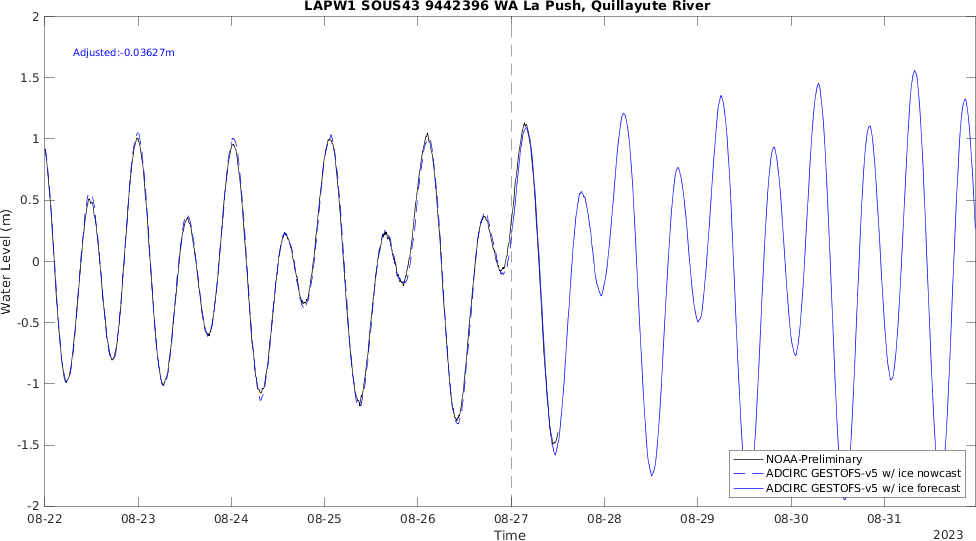 LAPW1 SOUS43 9442396 WA La Push, Quillayute River
Adjusted:-0.03627m
Water Level (m)
2
1.5
1
0.5
0
-0.5
-1
-1.5
-2
NOAA-Preliminary
ADCIRC GESTOFS-v5 w/ ice nowcast
ADCIRC GESTOFS-v5 w/ ice forecast
08-22 08-23 08-24 08-25 08-26 08-27 08-28 08-29 08-30 08-31
Time
2023